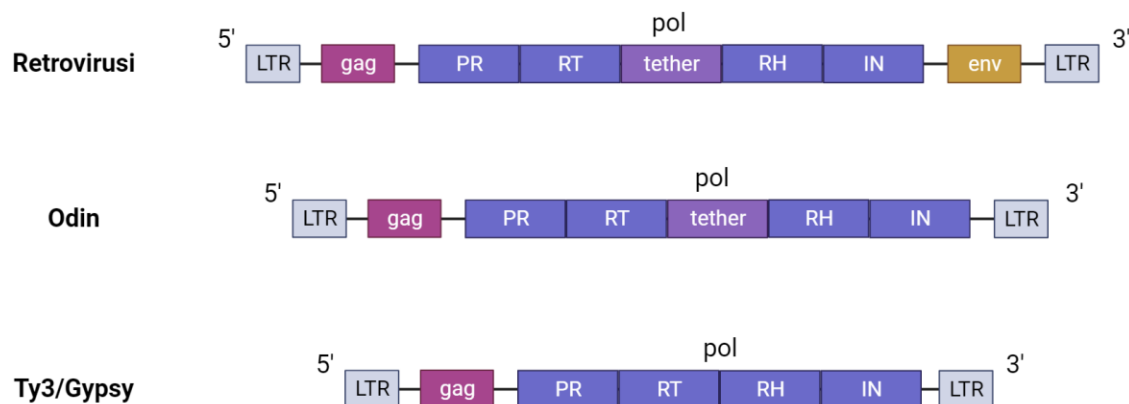 pol
5' 3'
Retrovirusi LTR gag PR RT tether RH IN env LTR
pol
5' 3'
Odin LTR gag PR RT tether RH IN LTR
pol
5' 3'
Ty3/Gypsy LTR gag PR RT RH IN LTR